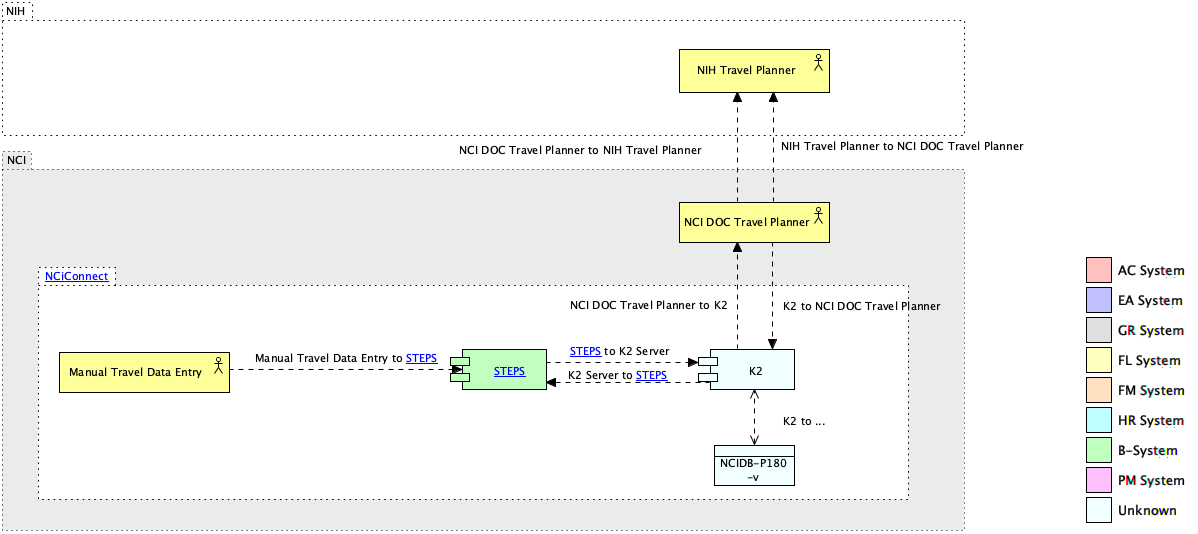 NIH
NIH Travel Planner
NCI DOC Travel Planner to NIH Travel Planner
NIH Travel Planner to NCI DOC Travel Planner
NCI
NCI DOC Travel Planner
NCiConnect
NCI DOC Travel Planner to K2
K2 to NCI DOC Travel Planner
Manual Travel Data Entry
Manual Travel Data Entry to STEPS
STEPS
STEPS to K2 Server
K2 Server to STEPS
K2
K2 to ...
NCIDB-P180
-v
AC System
EA System
GR System
FL System
FM System
HR System
B-System
PM System
Unknown